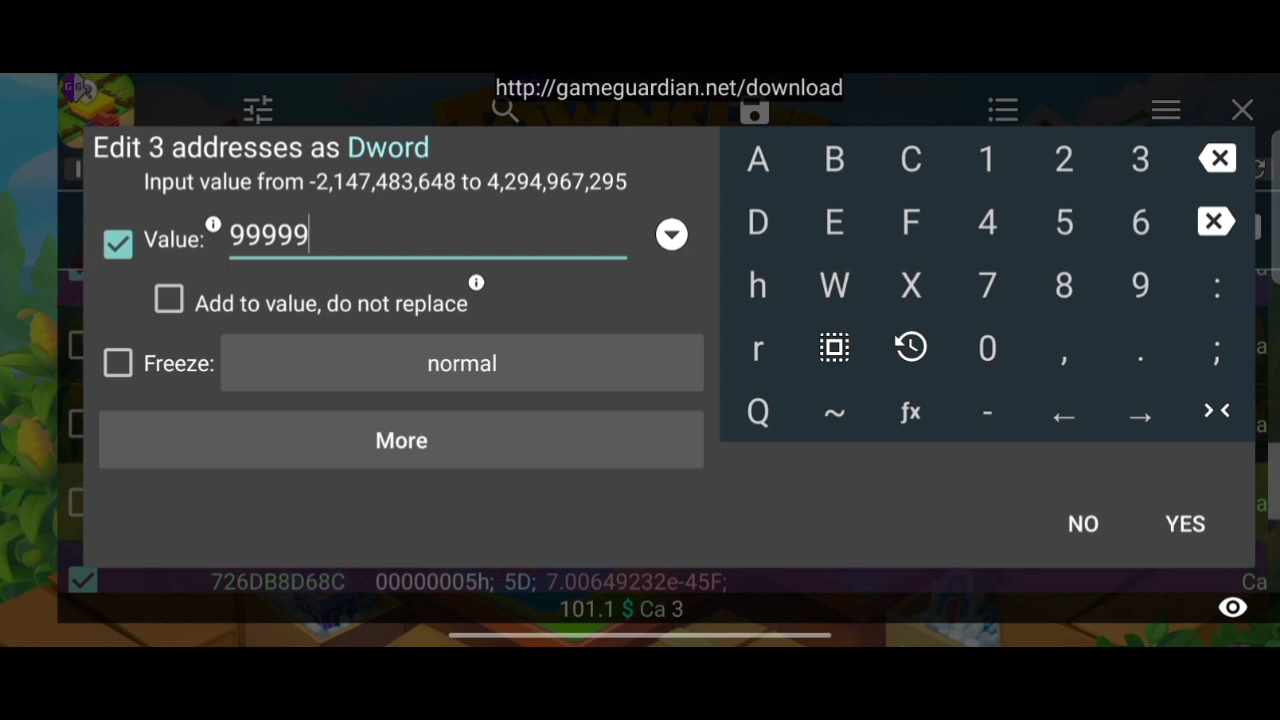 http://gameguardian.net/download
Edit 3 addresses as Dword
Input value from -2,147,483,648 to 4,294,967,295
Value: 99999
Add to value, do not replace
Freeze: normal
More
A B C 1 2 3
D E F 4 5 6
h W X 7 8 9 :
r 0 , . ;
Q ~ ƒx - ← → ><
NO YES
726DB8D68C 00000005h; 5D; 7.00649232e-45F; Ca
101.1 $ Ca 3